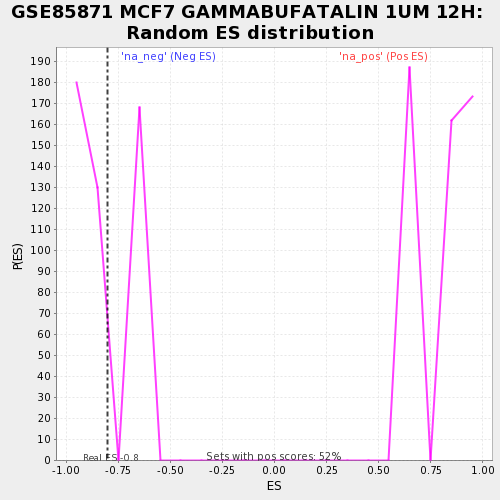 GSE85871 MCF7 GAMMABUFATALIN 1UM 12H:
Random ES distribution
'na_neg' (Neg ES)
'na_pos' (Pos ES)
190
180
170
160
150
140
130
120
110
100
90
80
70
60
50
40
30
20
10
0
P(ES)
Real ES -0.8
Sets with pos scores: 52%
-1.00 -0.75 -0.50 -0.25 0.00 0.25 0.50 0.75 1.00
ES